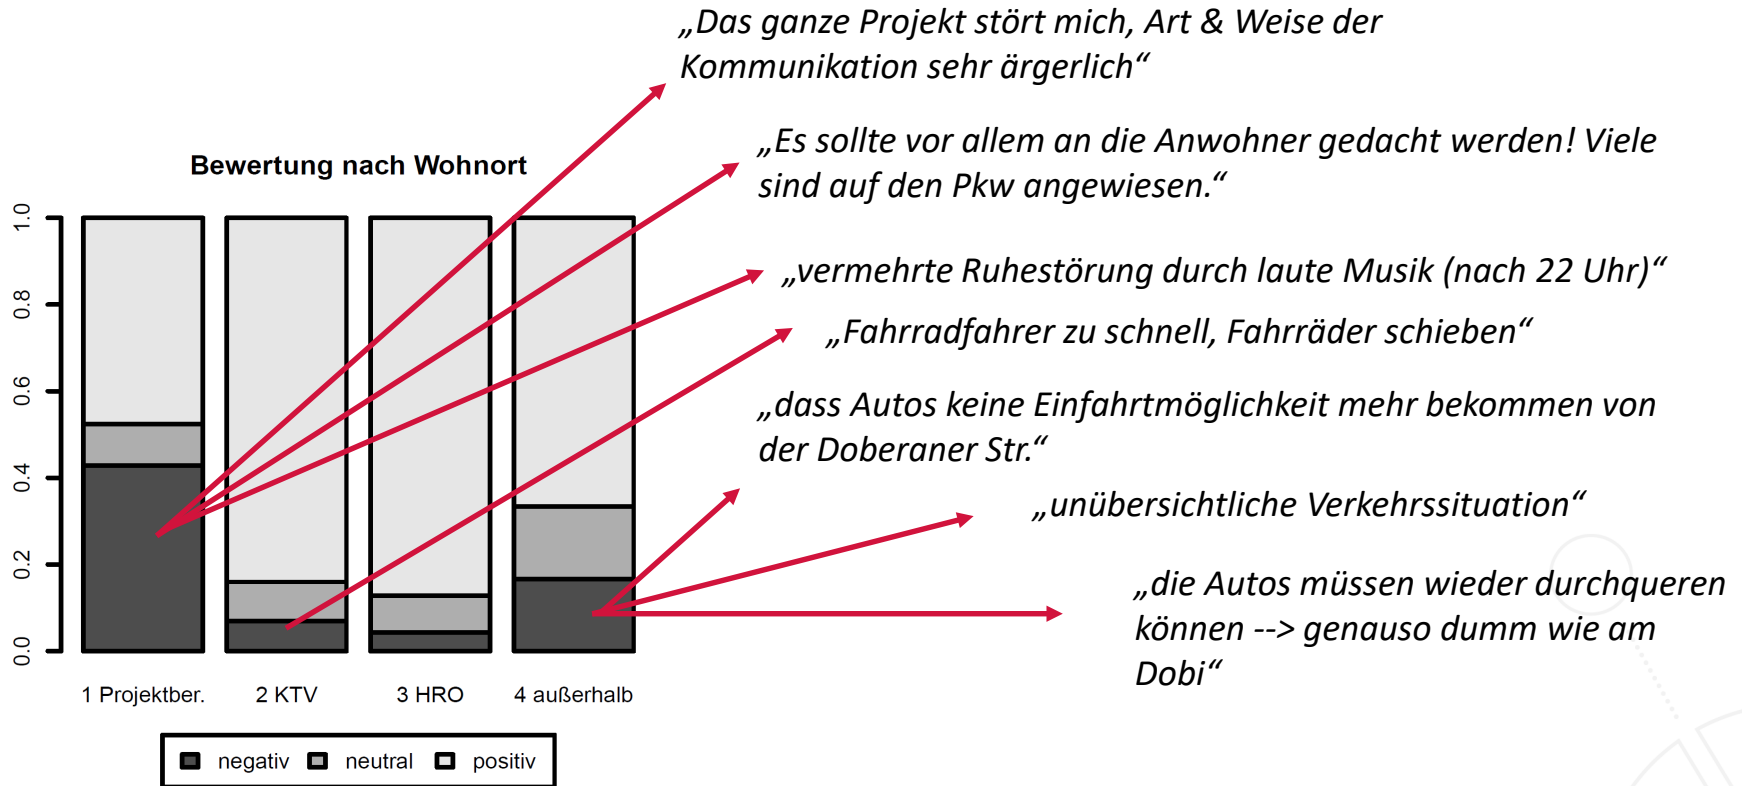 „Das ganze Projekt stört mich, Art & Weise der
Kommunikation sehr ärgerlich“
„Es sollte vor allem an die Anwohner gedacht werden! Viele
sind auf den Pkw angewiesen.“
Bewertung nach Wohnort
„vermehrte Ruhestörung durch laute Musik (nach 22 Uhr)“
„Fahrradfahrer zu schnell, Fahrräder schieben“
„dass Autos keine Einfahrtmöglichkeit mehr bekommen von
der Doberaner Str.“
„unübersichtliche Verkehrssituation“
„die Autos müssen wieder durchqueren
können --> genauso dumm wie am
Dobi“
1.0
0.8
0.6
0.4
0.2
0.0
1 Projektber. 2 KTV 3 HRO 4 außerhalb
negativ neutral positiv